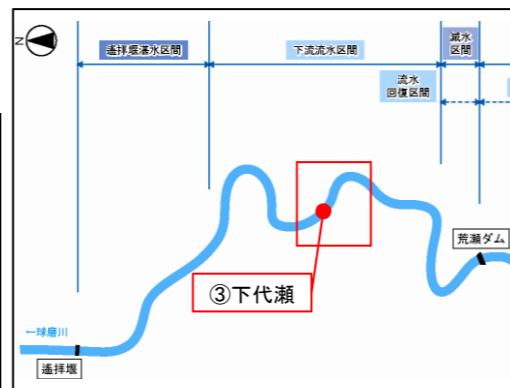 N
遙拝堰湛水区間
下流流水区間
減水
区間
流水
回復区間
荒瀬ダム
③下代瀬
←球磨川
遙拝堰